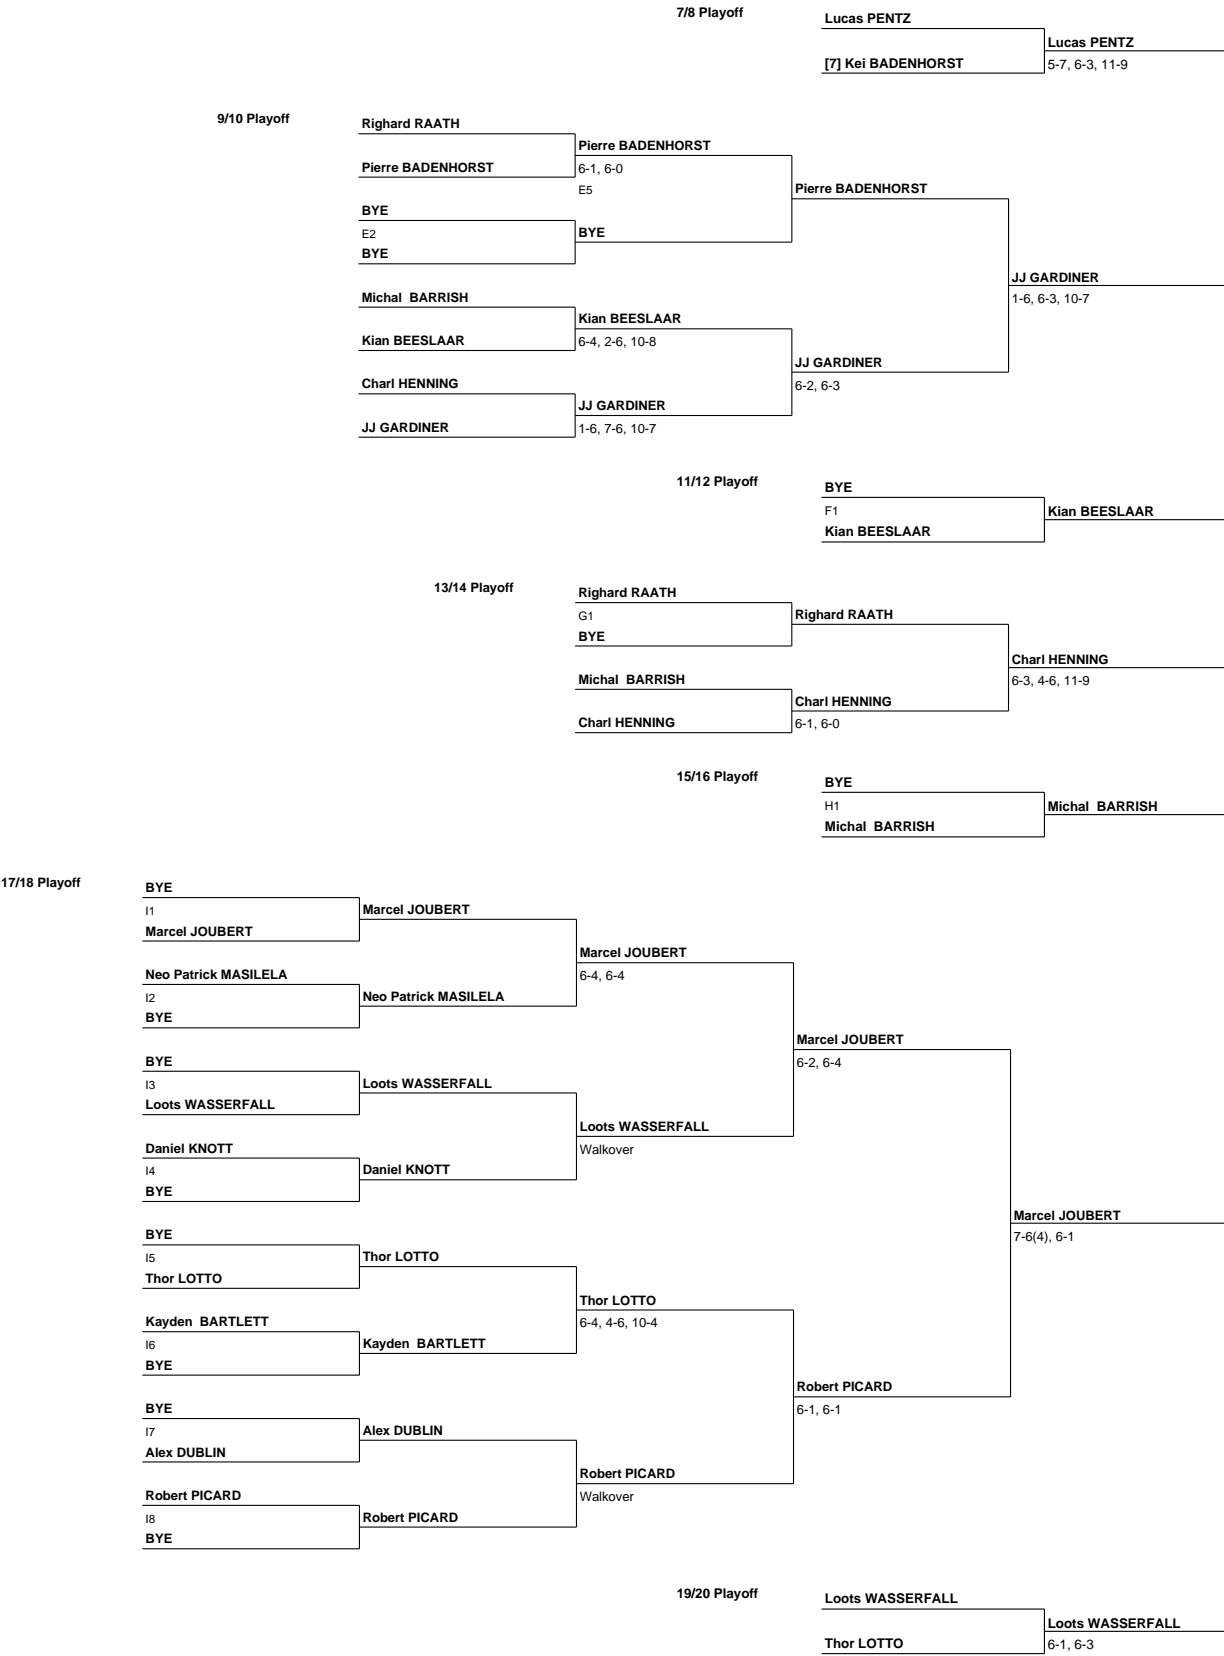 7/8 Playoff
Lucas PENTZ
Lucas PENTZ
[7] Kei BADENHORST
5-7, 6-3, 11-9
9/10 Playoff
Righard RAATH
Pierre BADENHORST
Pierre BADENHORST
6-1, 6-0
E5
Pierre BADENHORST
BYE
E2
BYE
BYE
JJ GARDINER
1-6, 6-3, 10-7
Michal BARRISH
Kian BEESLAAR
Kian BEESLAAR
6-4, 2-6, 10-8
JJ GARDINER
6-2, 6-3
Charl HENNING
JJ GARDINER
JJ GARDINER
1-6, 7-6, 10-7
11/12 Playoff
BYE
F1
Kian BEESLAAR
Kian BEESLAAR
13/14 Playoff
Righard RAATH
G1
Righard RAATH
BYE
Charl HENNING
6-3, 4-6, 11-9
Michal BARRISH
Charl HENNING
Charl HENNING
6-1, 6-0
15/16 Playoff
BYE
H1
Michal BARRISH
Michal BARRISH
17/18 Playoff
BYE
I1
Marcel JOUBERT
Marcel JOUBERT
Marcel JOUBERT
6-4, 6-4
Neo Patrick MASILELA
I2
Neo Patrick MASILELA
BYE
Marcel JOUBERT
6-2, 6-4
BYE
I3
Loots WASSERFALL
Loots WASSERFALL
Loots WASSERFALL
Walkover
Daniel KNOTT
I4
Daniel KNOTT
BYE
Marcel JOUBERT
7-6(4), 6-1
BYE
I5
Thor LOTTO
Thor LOTTO
Thor LOTTO
6-4, 4-6, 10-4
Kayden BARTLETT
I6
Kayden BARTLETT
BYE
Robert PICARD
6-1, 6-1
BYE
I7
Alex DUBLIN
Alex DUBLIN
Robert PICARD
Walkover
Robert PICARD
I8
Robert PICARD
BYE
19/20 Playoff
Loots WASSERFALL
Loots WASSERFALL
Thor LOTTO
6-1, 6-3